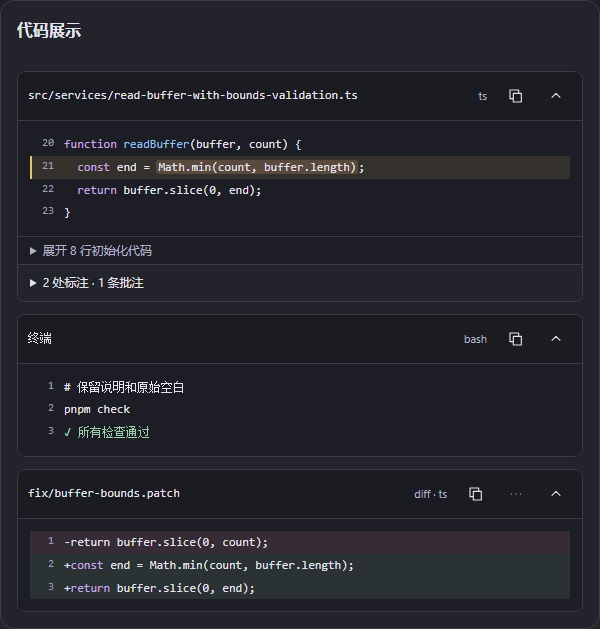 代码展示
src/services/read-buffer-with-bounds-validation.ts ts
20 function readBuffer(buffer, count) {
21 const end = Math.min(count, buffer.length);
22 return buffer.slice(0, end);
23 }
▶ 展开 8 行初始化代码
▶ 2 处标注 · 1 条批注
终端 bash
1 # 保留说明和原始空白
2 pnpm check
3 ✓ 所有检查通过
fix/buffer-bounds.patch diff · ts ···
1 -return buffer.slice(0, count);
2 +const end = Math.min(count, buffer.length);
3 +return buffer.slice(0, end);